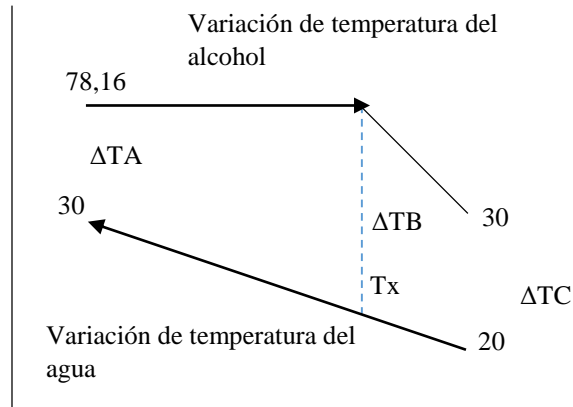 Variación de temperatura del
alcohol
78,16
ΔTA
30
ΔTB
30
Tx
ΔTC
Variación de temperatura del
agua
20